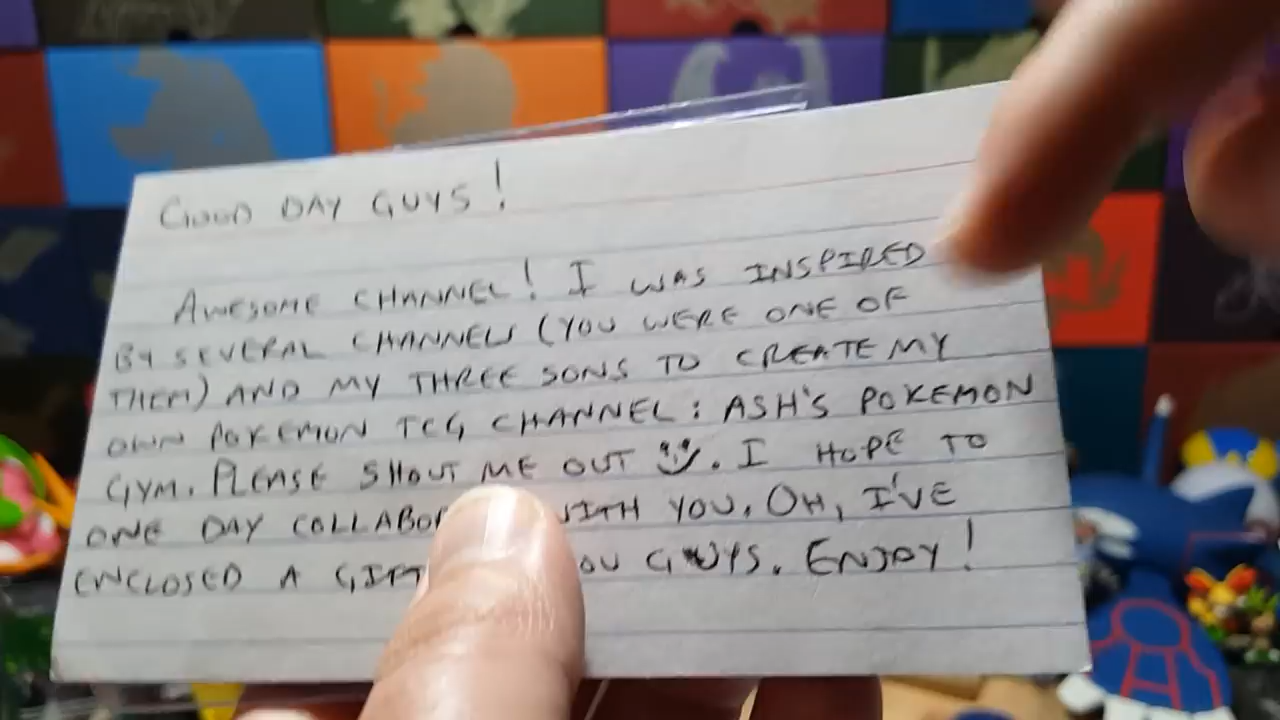 GOOD DAY GUYS!
AWESOME CHANNEL! I WAS INSPIRED
BY SEVERAL CHANNELS (YOU WERE ONE OF
THEM) AND MY THREE SONS TO CREATE MY
OWN POKEMON TCG CHANNEL: ASH'S POKEMON
GYM. PLEASE SHOUT ME OUT. I HOPE TO
ONE DAY WITH YOU. OH, I'VE
ENCLOSED A GIFT GUYS. ENJOY!